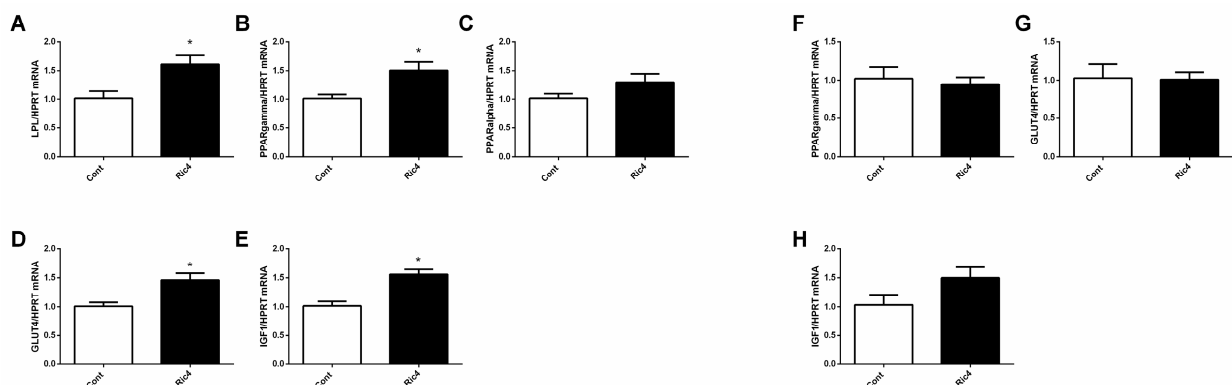 A
LPL/HPRT mRNA
2.0
1.5
1.0
0.5
0.0
*
Cont
Ric4
B
PPARgamma/HPRT mRNA
2.0
1.5
1.0
0.5
0.0
*
Cont
Ric4
C
PPARalpha/HPRT mRNA
2.0
1.5
1.0
0.5
0.0
Cont
Ric4
F
PPARgamma/HPRT mRNA
1.5
1.0
0.5
0.0
Cont
Ric4
G
GLUT4/HPRT mRNA
1.5
1.0
0.5
0.0
Cont
Ric4
D
GLUT4/HPRT mRNA
2.0
1.5
1.0
0.5
0.0
*
Cont
Ric4
E
IGF1/HPRT mRNA
2.0
1.5
1.0
0.5
0.0
*
Cont
Ric4
H
IGF1/HPRT mRNA
2.0
1.5
1.0
0.5
0.0
Cont
Ric4